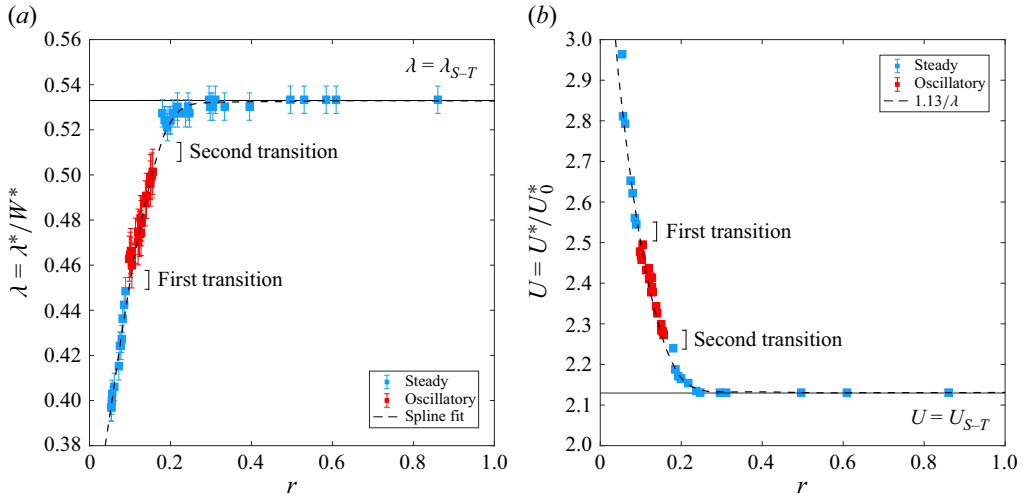 (a)
0.56
0.54
0.52
0.50
0.48
0.46
0.44
0.42
0.40
0.38
λ = λ*/W*
λ = λS–T
Second transition
First transition
Steady
Oscillatory
Spline fit
0 0.2 0.4 0.6 0.8 1.0
r
(b)
3.0
2.9
2.8
2.7
2.6
2.5
2.4
2.3
2.2
2.1
2.0
U = U*/U*0
Steady
Oscillatory
1.13/λ
First transition
Second transition
U = US–T
0 0.2 0.4 0.6 0.8 1.0
r